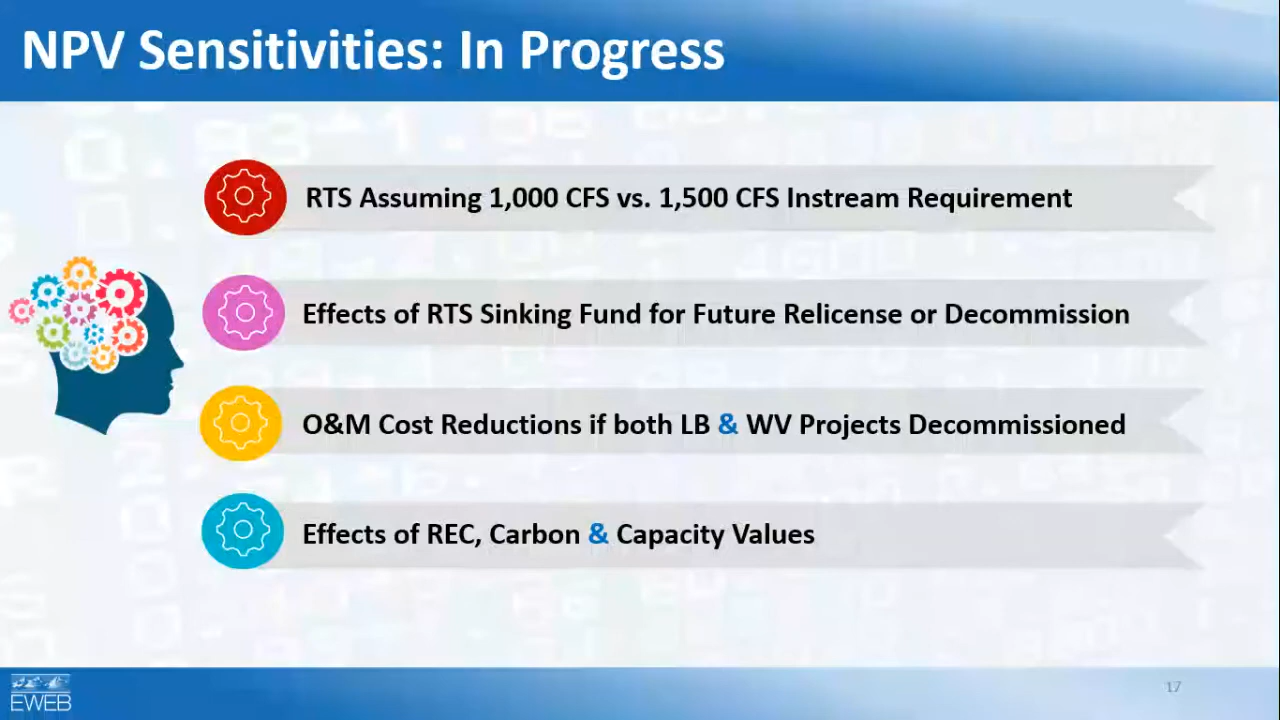 NPV Sensitivities: In Progress
RTS Assuming 1,000 CFS vs. 1,500 CFS Instream Requirement
Effects of RTS Sinking Fund for Future Relicense or Decommission
O&M Cost Reductions if both LB & WV Projects Decommissioned
Effects of REC, Carbon & Capacity Values
EWEB
17